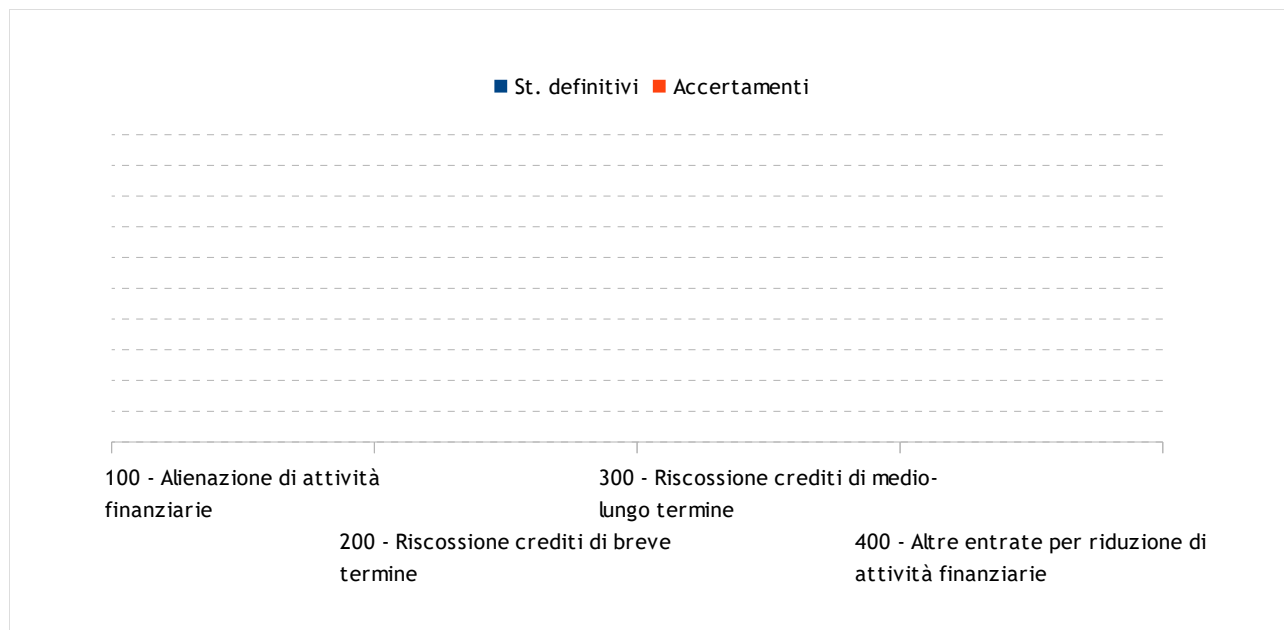 St. definitivi Accertamenti
100 - Alienazione di attività
finanziarie
200 - Riscossione crediti di breve
termine
300 - Riscossione crediti di medio-
lungo termine
400 - Altre entrate per riduzione di
attività finanziarie